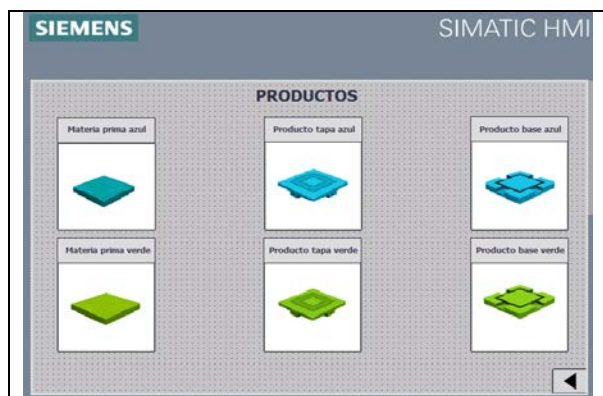 SIEMENS
SIMATIC HMI
PRODUCTOS
Materia prima azul
Producto tapa azul
Producto base azul
Materia prima verde
Producto tapa verde
Producto base verde